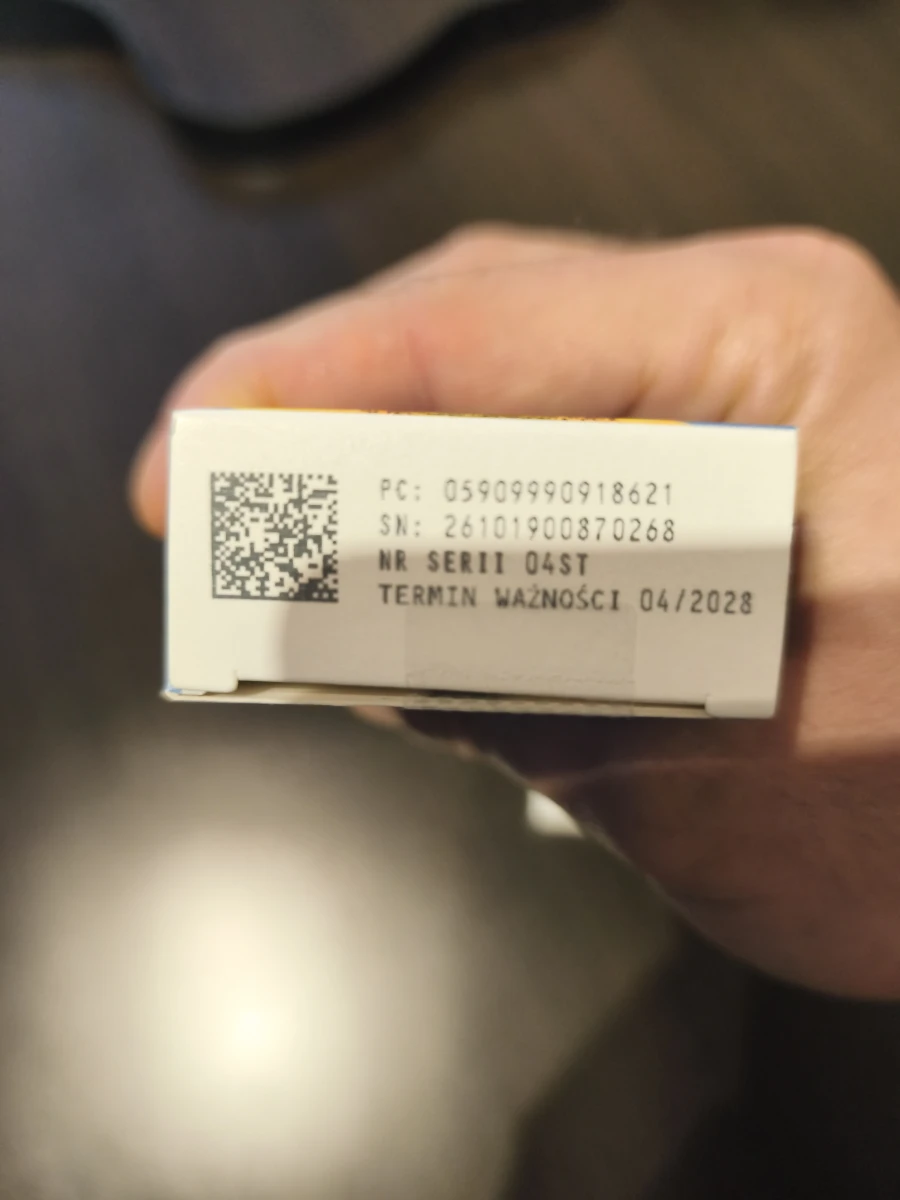 PC: 05909990918621
SN: 26101900870268
NR SERII 04ST
TERMIN WAŻNOŚCI 04/2028